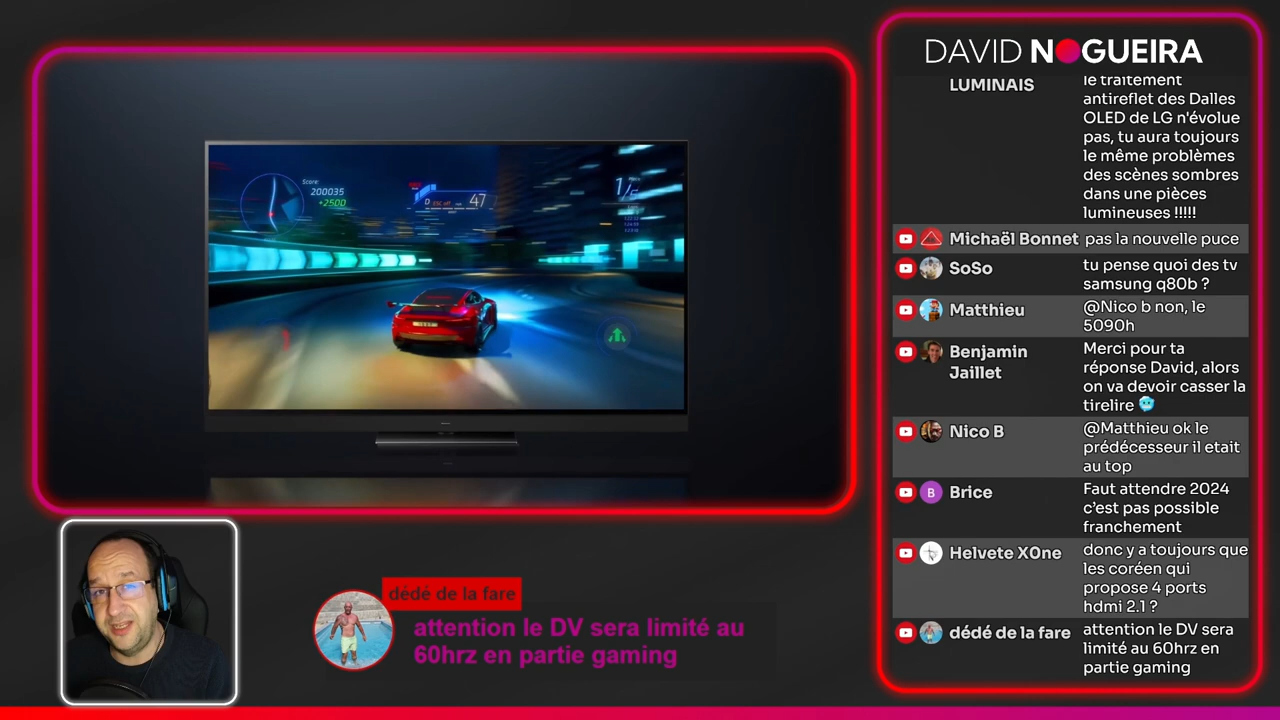 DAVID NOGUEIRA
LUMINAIS
le traitement
antireflet des Dalles
OLED de LG n'évolue
pas, tu aura toujours
le même problèmes
des scènes sombres
dans une pièces
lumineuses !!!!!
Michaël Bonnet pas la nouvelle puce
SoSo
tu pense quoi des tv
samsung q80b ?
Matthieu
@Nico b non, le
5090h
Benjamin
Jaillet
Merci pour ta
réponse David, alors
on va devoir casser la
tirelire 🥶
Nico B
@Matthieu ok le
prédécesseur il etait
au top
B
Brice
Faut attendre 2024
c'est pas possible
franchement
Helvete X0ne
donc y a toujours que
les coréen qui
propose 4 ports
hdmi 2.1 ?
dédé de la fare
attention le DV sera
limité au 60hrz en
partie gaming
Score:
200035
+2500
47
1/
dédé de la fare
attention le DV sera limité au
60hrz en partie gaming